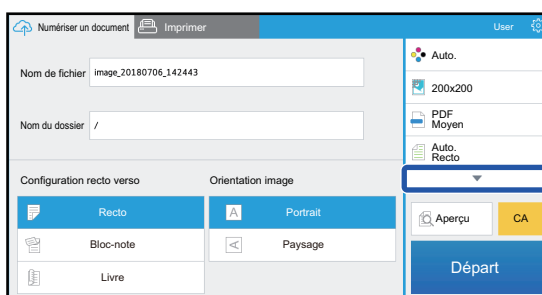 Numériser un document
Imprimer
User
Nom de fichier
image_20180706_142443
Nom du dossier
/
Configuration recto verso
Orientation image
Recto
Bloc-note
Livre
A
Portrait
A
Paysage
Auto.
200x200
PDF
Moyen
Auto.
Recto
Aperçu
CA
Départ